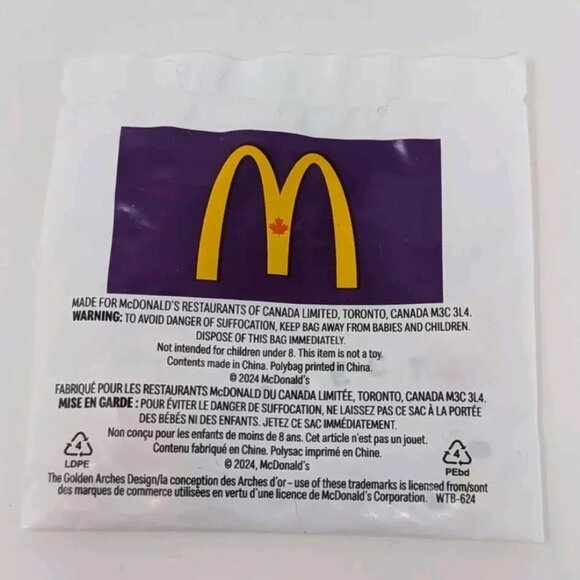 MADE FOR McDONALD'S RESTAURANTS OF CANADA LIMITED, TORONTO, CANADA M3C 3L4.
WARNING: TO AVOID DANGER OF SUFFOCATION, KEEP BAG AWAY FROM BABIES AND CHILDREN.
DISPOSE OF THIS BAG IMMEDIATELY.
Not intended for children under 8. This item is not a toy.
Contents made in China. Polybag printed in China.
© 2024 McDonald's
FABRIQUÉ POUR LES RESTAURANTS McDONALD DU CANADA LIMITÉE, TORONTO, CANADA M3C 3L4.
MISE EN GARDE : POUR ÉVITER LE DANGER DE SUFFOCATION, NE LAISSEZ PAS CE SAC À LA PORTÉE
DES BÉBÉS NI DES ENFANTS. JETEZ CE SAC IMMÉDIATEMENT.
Non conçu pour les enfants de moins de 8 ans. Cet article n'est pas un jouet.
Contenu fabriqué en Chine. Polysac imprimé en Chine.
© 2024, McDonald's
4
LDPE
4
PEbd
The Golden Arches Design/la conception des Arches d'or – use of these trademarks is licensed from/sont
des marques de commerce utilisées en vertu d'une licence de McDonald's Corporation. WTB-624